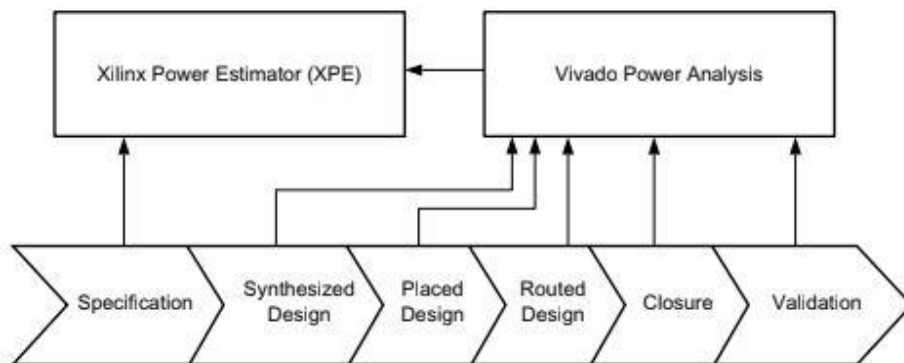 Xilinx Power Estimator (XPE)
Vivado Power Analysis
Specification
Synthesized
Design
Placed
Design
Routed
Design
Closure
Validation